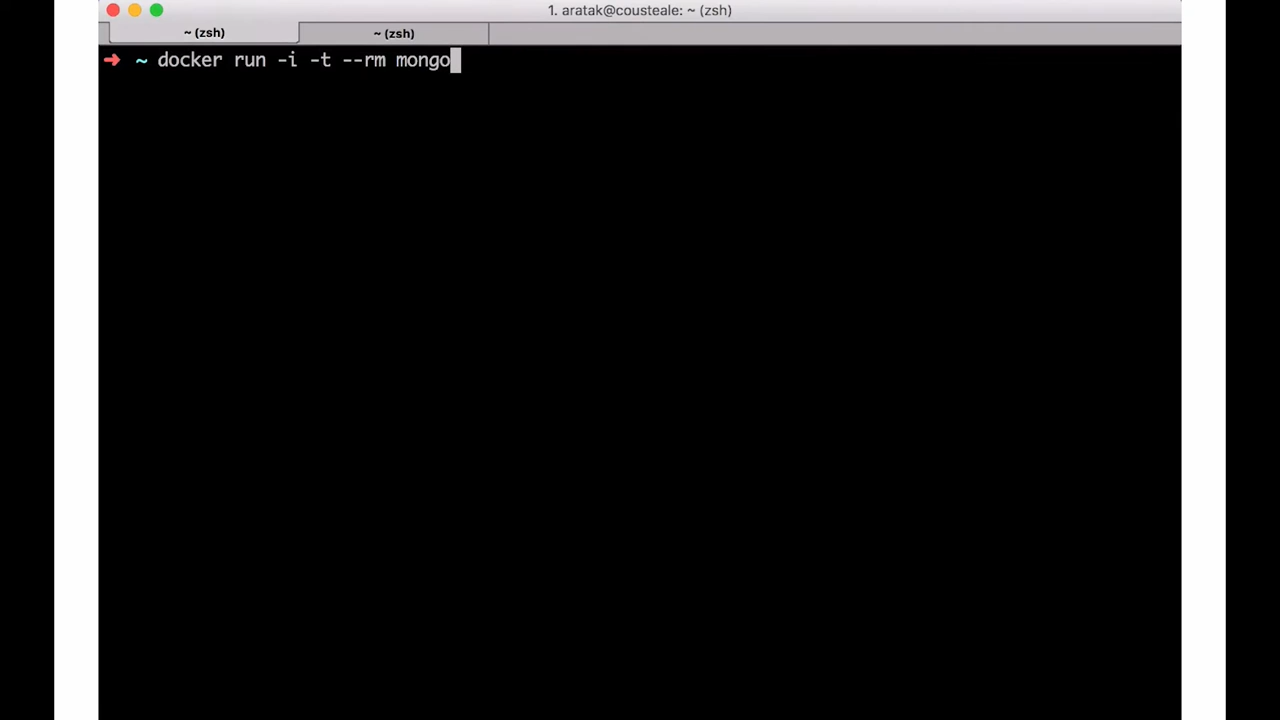 1. aratak@cousteale: ~ (zsh)
~ (zsh) ~ (zsh)
➜ ~ docker run -i -t --rm mongo